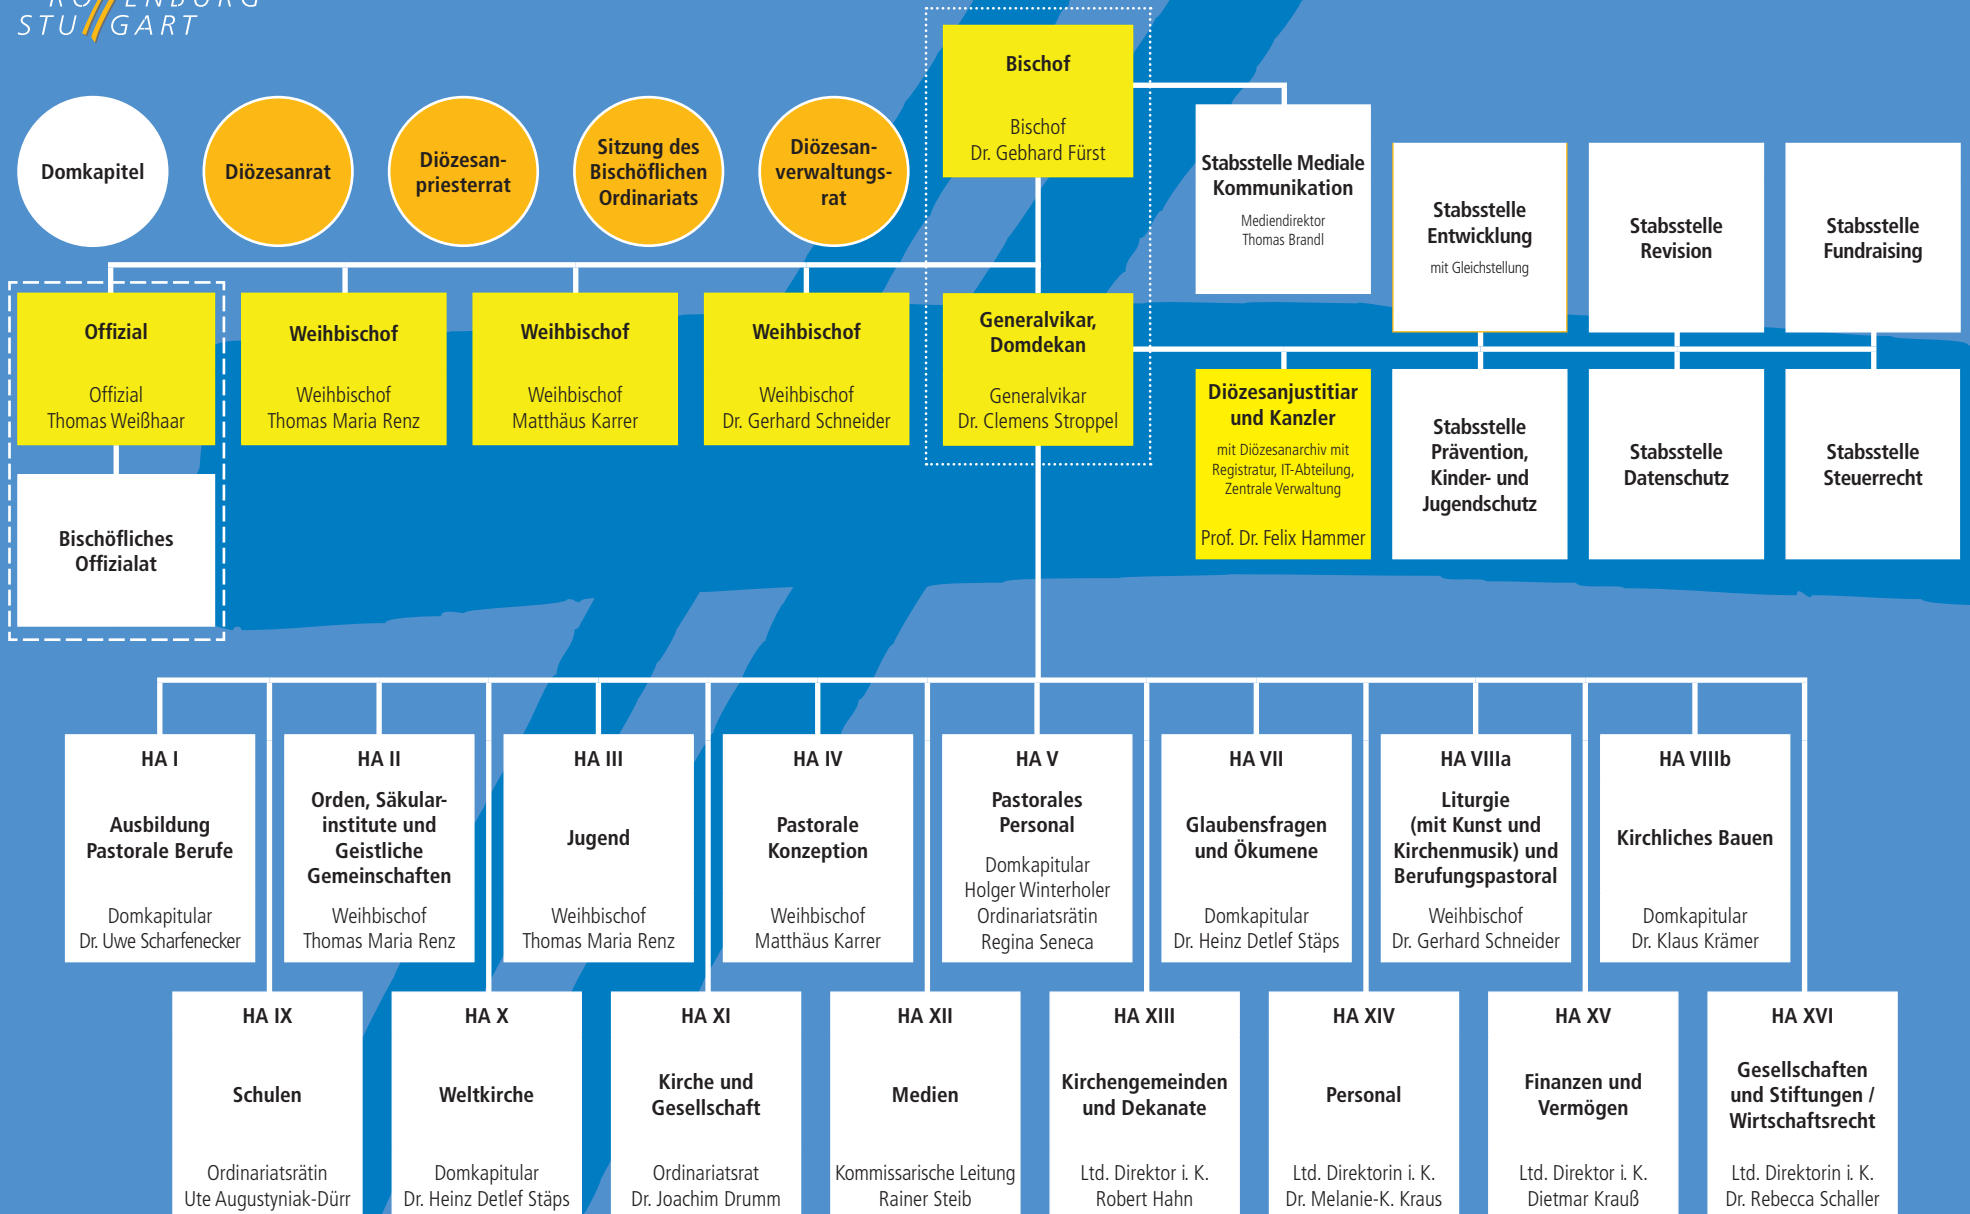 STUTTGART
Bischof
Bischof
Dr. Gebhard Fürst
Domkapitel
Diözesanrat
Diözesan-
priesterrat
Sitzung des
Bischöflichen
Ordinariats
Diözesan-
verwaltungs-
rat
Stabsstelle Mediale
Kommunikation
Mediendirektor
Thomas Brandl
Stabsstelle
Entwicklung
mit Gleichstellung
Stabsstelle
Revision
Stabsstelle
Fundraising
Offizial
Offizial
Thomas Weißhaar
Weihbischof
Weihbischof
Thomas Maria Renz
Weihbischof
Weihbischof
Matthäus Karrer
Weihbischof
Weihbischof
Dr. Gerhard Schneider
Generalvikar,
Domdekan
Generalvikar
Dr. Clemens Stroppel
Diözesanjustitiar
und Kanzler
mit Diözesanarchiv mit
Registratur, IT-Abteilung,
Zentrale Verwaltung
Prof. Dr. Felix Hammer
Stabsstelle
Prävention,
Kinder- und
Jugendschutz
Stabsstelle
Datenschutz
Stabsstelle
Steuerrecht
Bischöfliches
Offizialat
HA I
Ausbildung
Pastorale Berufe
Domkapitular
Dr. Uwe Scharfenecker
HA II
Orden, Säkular-
institute und
Geistliche
Gemeinschaften
Weihbischof
Thomas Maria Renz
HA III
Jugend
Weihbischof
Thomas Maria Renz
HA IV
Pastorale
Konzeption
Weihbischof
Matthäus Karrer
HA V
Pastorales
Personal
Domkapitular
Holger Winterholer
Ordinariatsrätin
Regina Seneca
HA VII
Glaubensfragen
und Ökumene
Domkapitular
Dr. Heinz Detlef Stäps
HA VIIIa
Liturgie
(mit Kunst und
Kirchenmusik) und
Berufungspastoral
Weihbischof
Dr. Gerhard Schneider
HA VIIIb
Kirchliches Bauen
Domkapitular
Dr. Klaus Krämer
HA IX
Schulen
Ordinariatsrätin
Ute Augustyniak-Dürr
HA X
Weltkirche
Domkapitular
Dr. Heinz Detlef Stäps
HA XI
Kirche und
Gesellschaft
Ordinariatsrat
Dr. Joachim Drumm
HA XII
Medien
Kommissarische Leitung
Rainer Steib
HA XIII
Kirchengemeinden
und Dekanate
Ltd. Direktor i. K.
Robert Hahn
HA XIV
Personal
Ltd. Direktorin i. K.
Dr. Melanie-K. Kraus
HA XV
Finanzen und
Vermögen
Ltd. Direktor i. K.
Dietmar Krauß
HA XVI
Gesellschaften
und Stiftungen /
Wirtschaftsrecht
Ltd. Direktorin i. K.
Dr. Rebecca Schaller